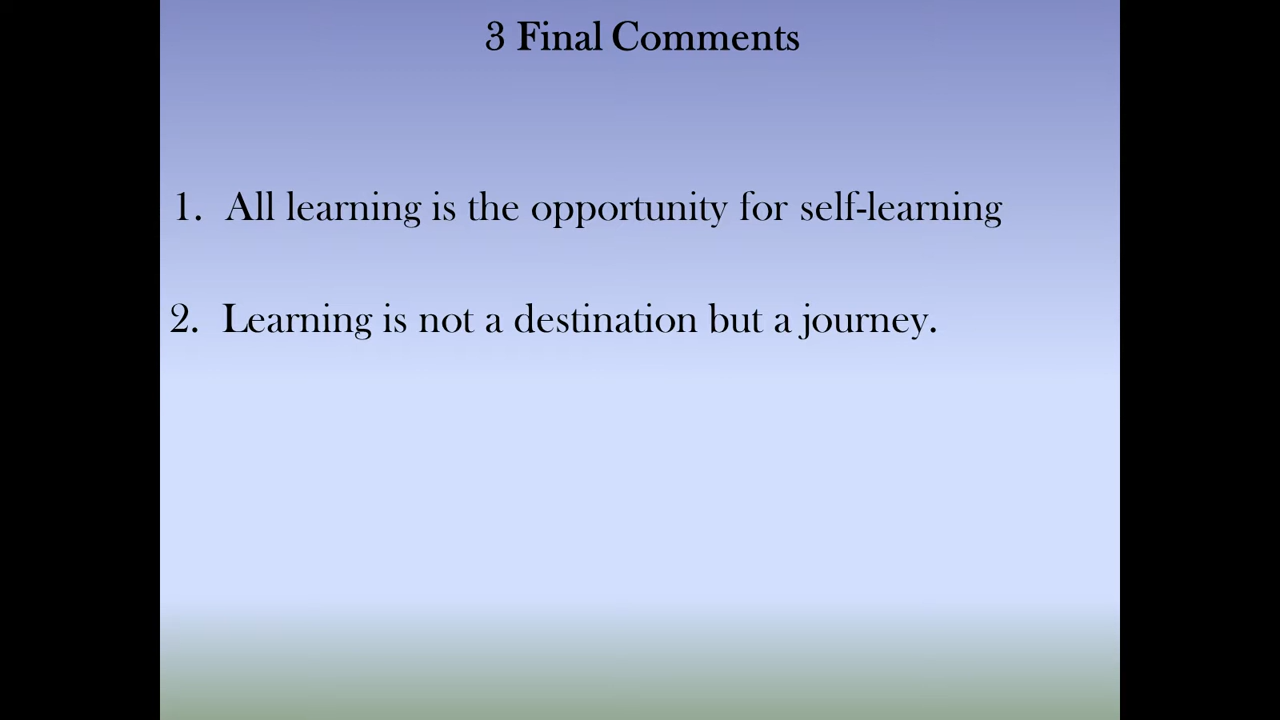 3 Final Comments
1. All learning is the opportunity for self-learning
2. Learning is not a destination but a journey.